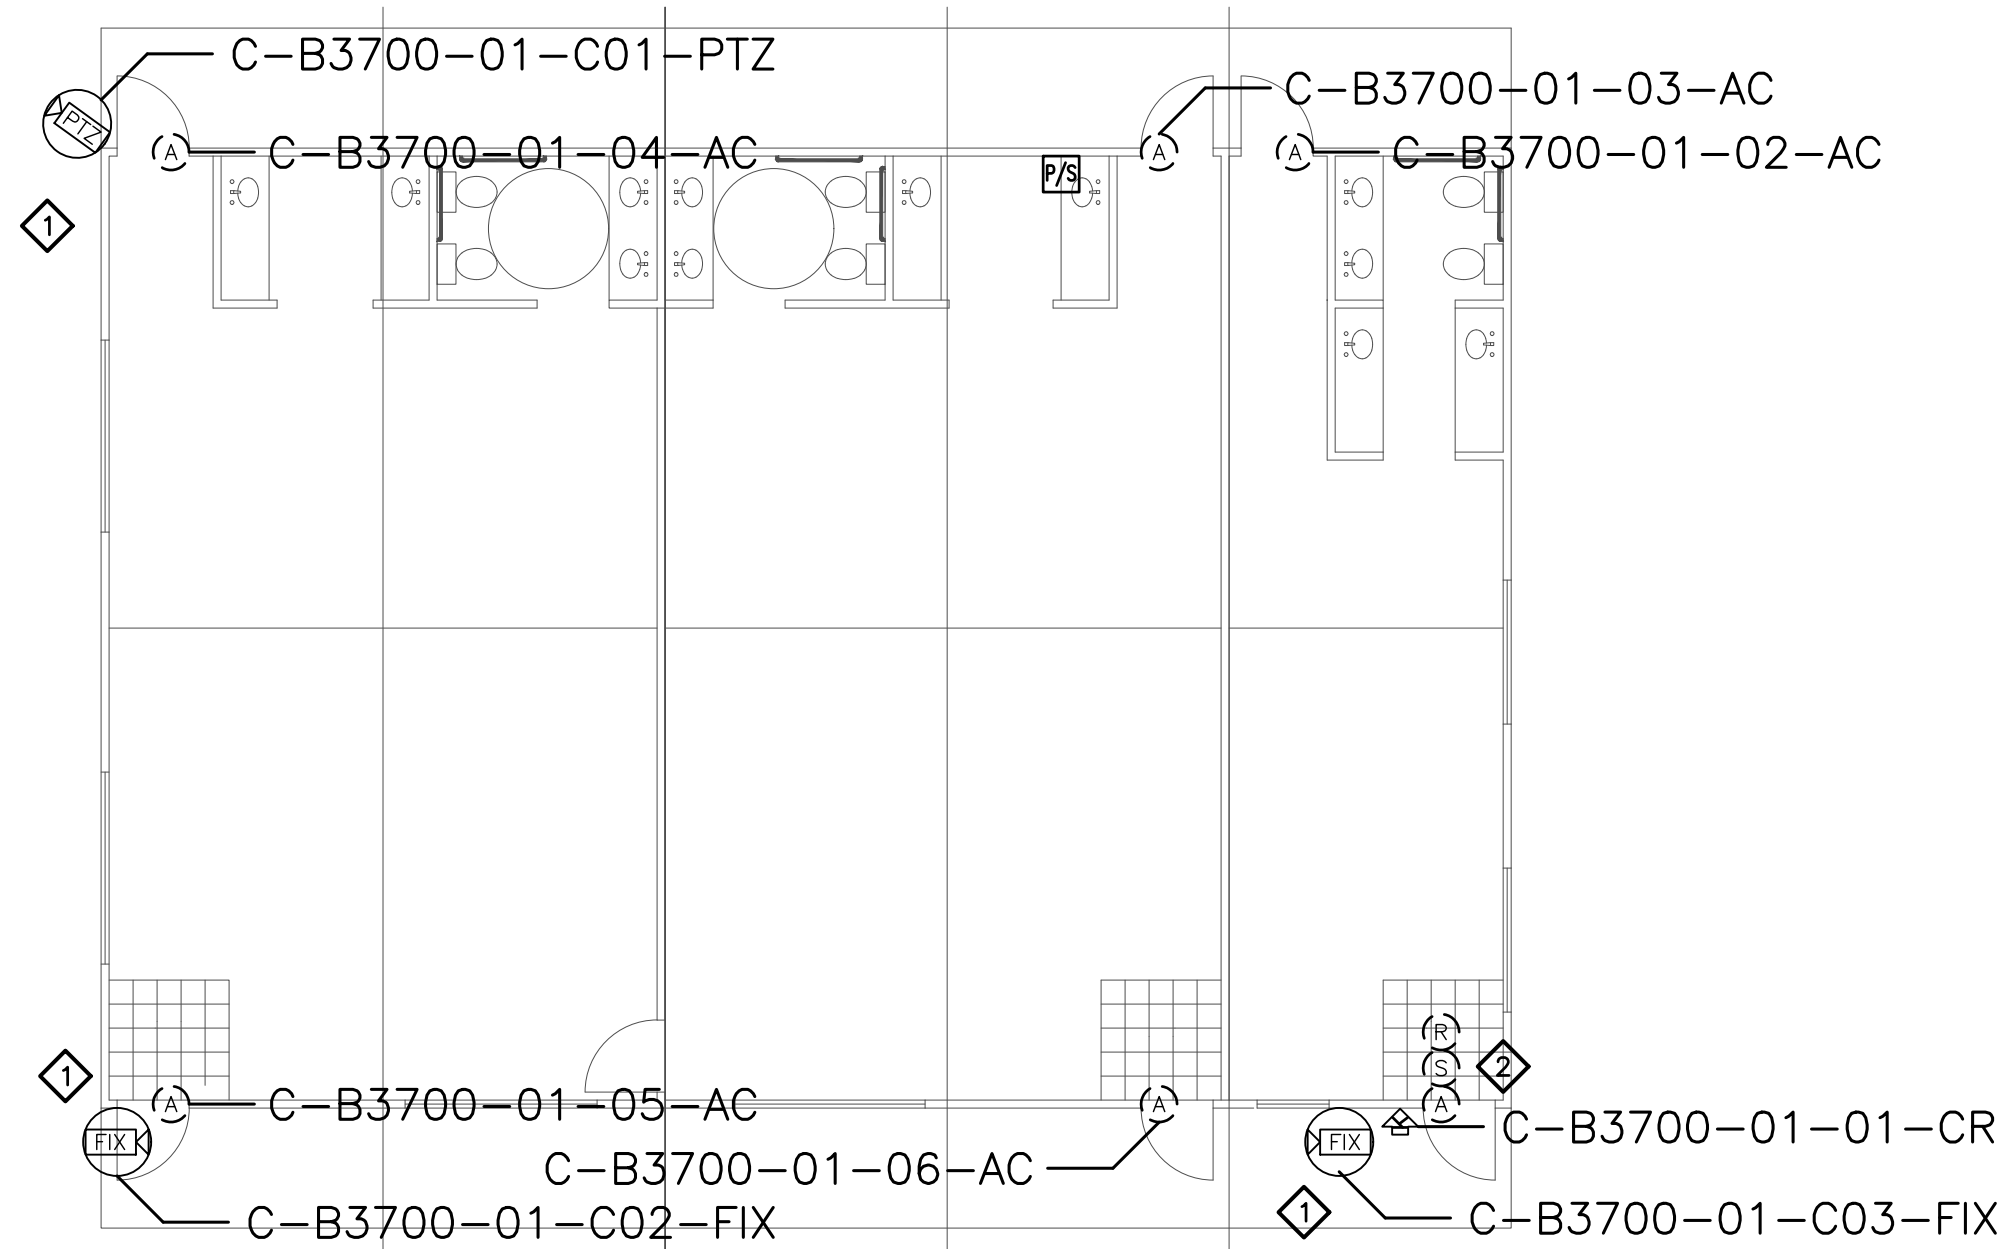 C-B3700-01-C01-PTZ
C-B3700-01-03-AC
PTZ
A
C-B3700-01-04-AC
A
A
C-B3700-01-02-AC
P/S
1
R
S
2
1
A
C-B3700-01-05-AC
A
A
C-B3700-01-01-CR
FIX
FIX
C-B3700-01-06-AC
1
C-B3700-01-C02-FIX
C-B3700-01-C03-FIX